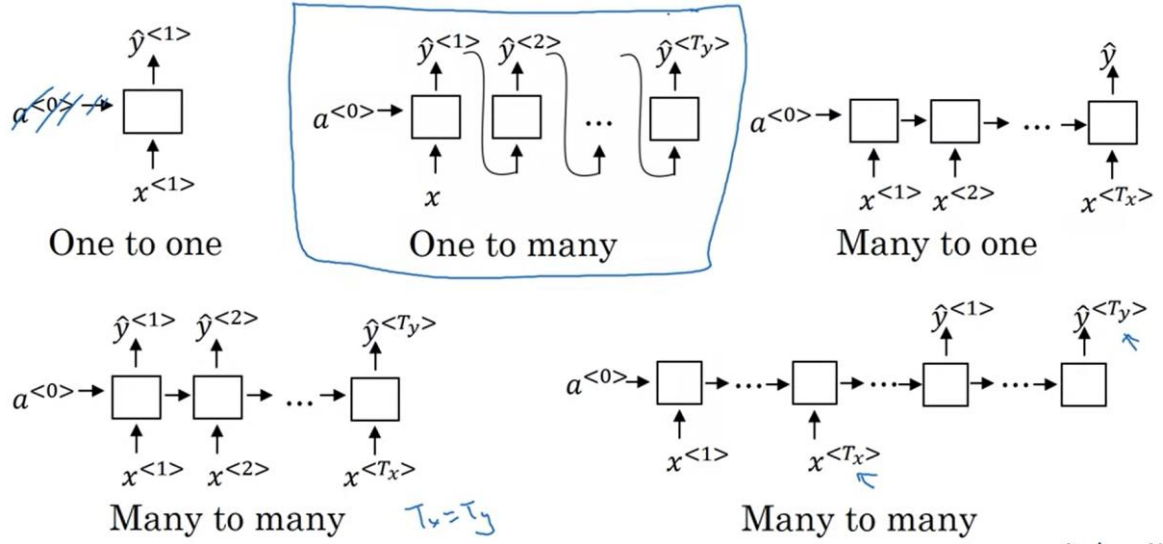 ŷ<1>
a<0>
x<1>
One to one
ŷ<1> ŷ<2> ŷ<Ty>
a<0> ...
x
One to many
ŷ
a<0> ...
x<1> x<2> x<Tx>
Many to one
ŷ<1> ŷ<2> ŷ<Ty>
a<0> ...
x<1> x<2> x<Tx>
Many to many Tx=Ty
ŷ<1> ŷ<Ty>
a<0> ... ... ...
x<1> x<Tx>
Many to many